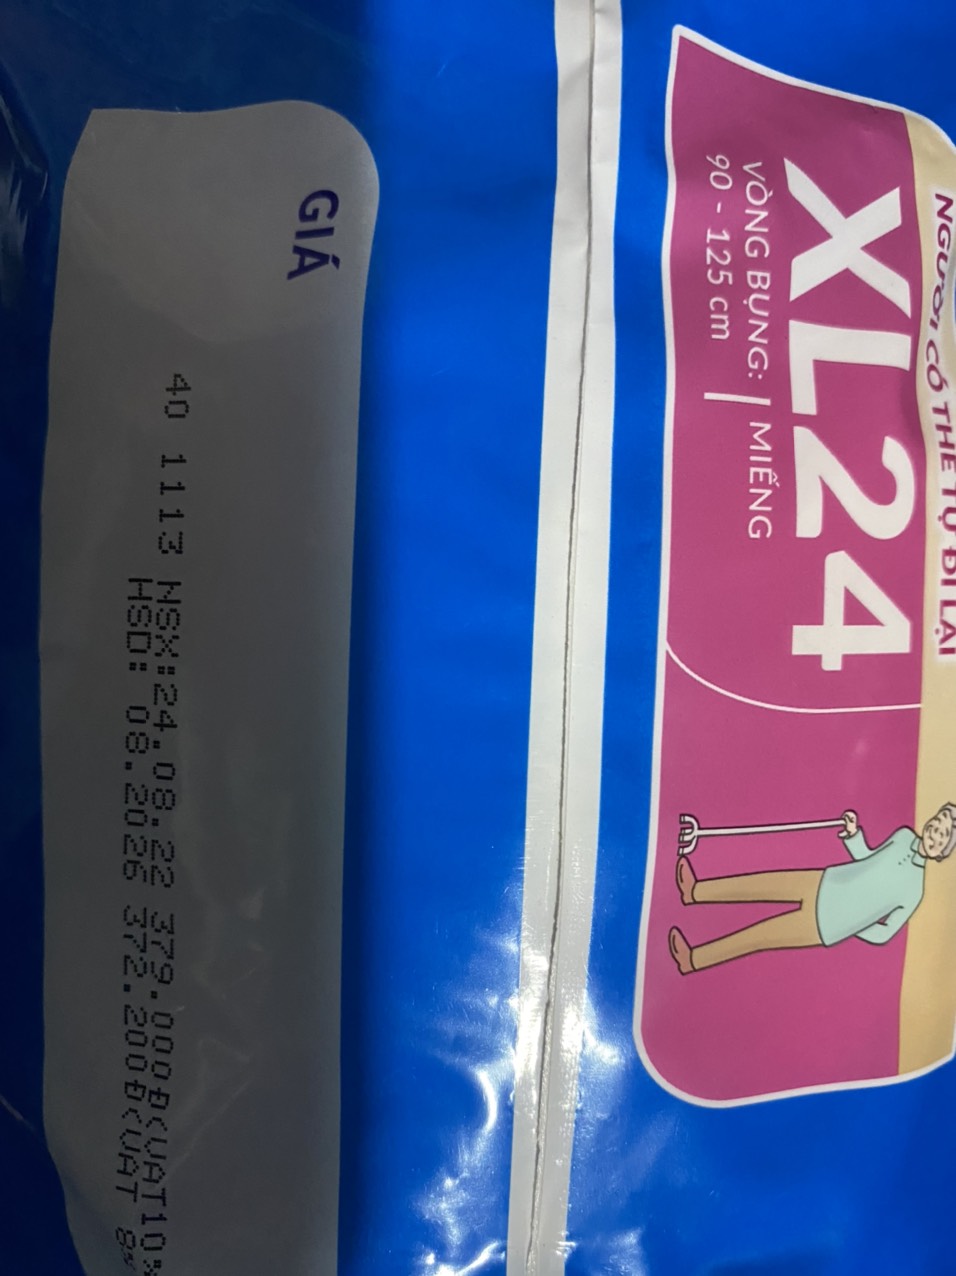 NGƯỜI CÓ THỂ TỰ ĐI LẠI
XL24
VÒNG BỤNG: | MIẾNG
90 - 125 cm
GIÁ
40 1113 NSX:24.08.22 379.000Đ<VAT10%
HSD: 08.2026 372.200Đ<VAT 8%